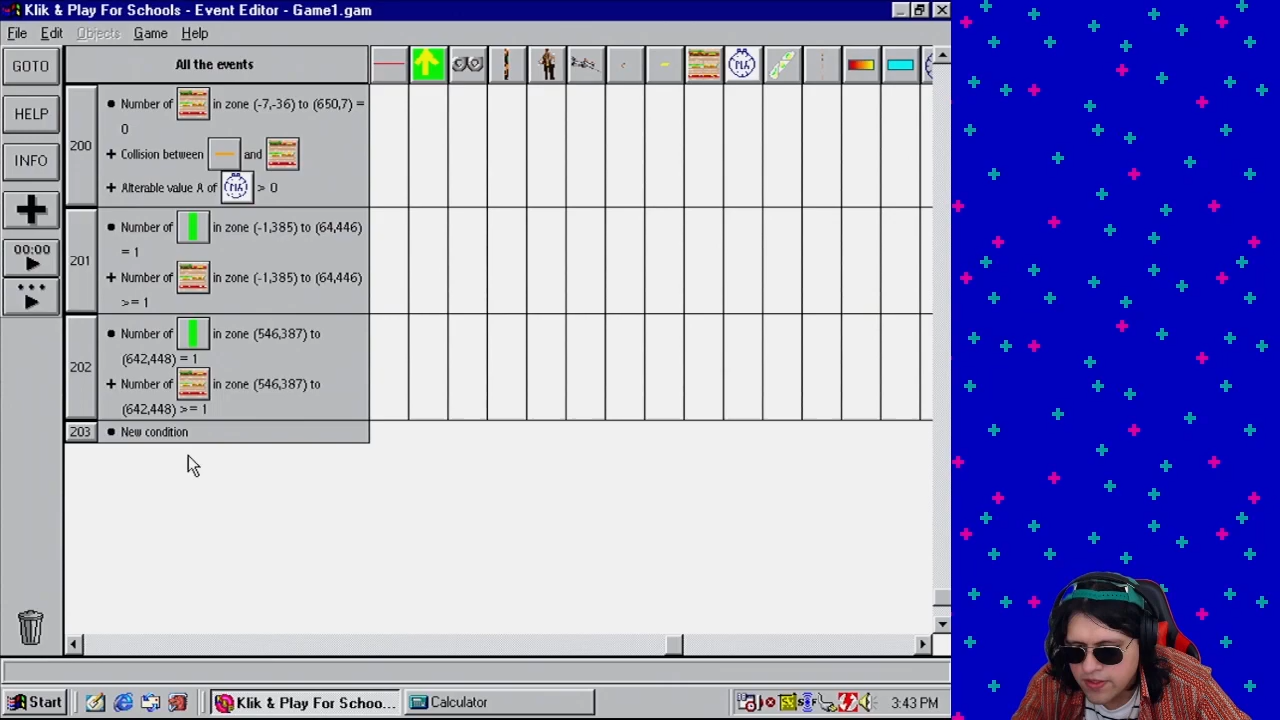 Klik & Play For Schools - Event Editor - Game1.gam
File Edit Objects Game Help
GOTO
All the events
HELP
INFO
00:00
200
Number of in zone (-7,-36) to (650,7) =
0
+ Collision between and
+ Alterable value A of > 0
201
Number of in zone (-1,385) to (64,446)
= 1
+ Number of in zone (-1,385) to (64,446)
>= 1
202
Number of in zone (546,387) to
(642,448) = 1
+ Number of in zone (546,387) to
(642,448) >= 1
203
New condition
Start
Klik & Play For Schoo...
Calculator
3:43 PM